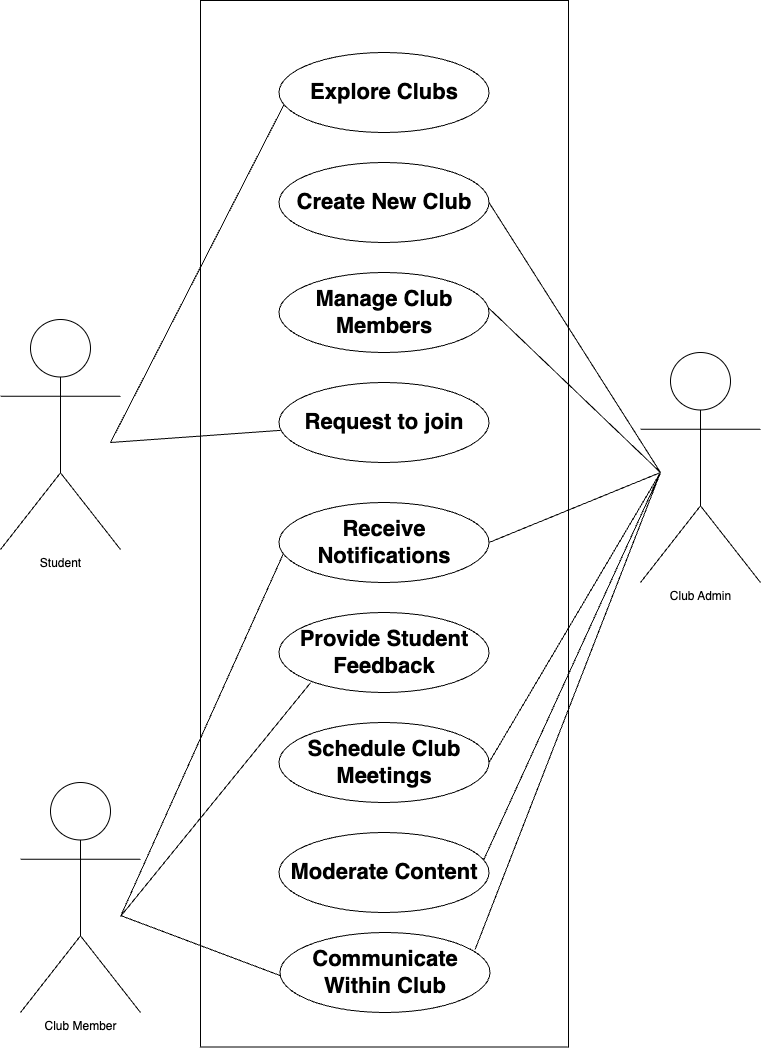 Explore Clubs
Create New Club
Manage Club
Members
Request to join
Receive
Notifications
Student
Club Admin
Provide Student
Feedback
Schedule Club
Meetings
Moderate Content
Communicate
Within Club
Club Member